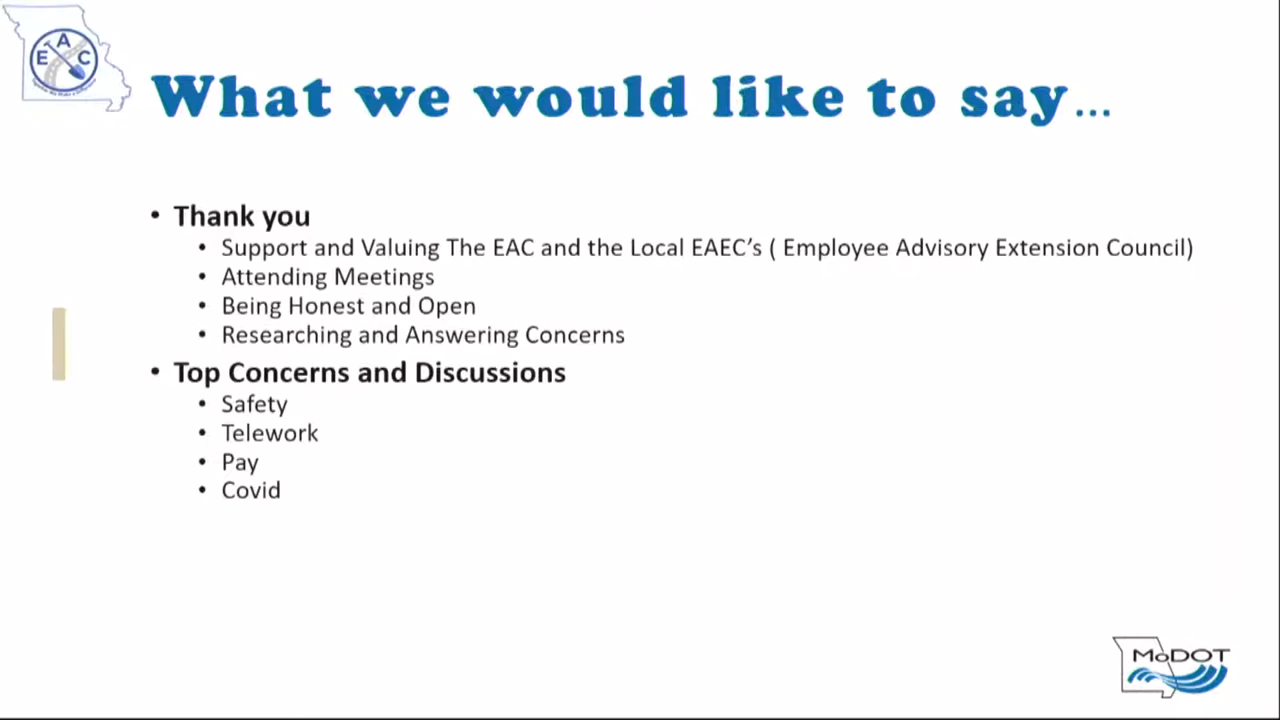 E A C
What we would like to say...
• Thank you
• Support and Valuing The EAC and the Local EAEC’s ( Employee Advisory Extension Council)
• Attending Meetings
• Being Honest and Open
• Researching and Answering Concerns
• Top Concerns and Discussions
• Safety
• Telework
• Pay
• Covid
MoDOT